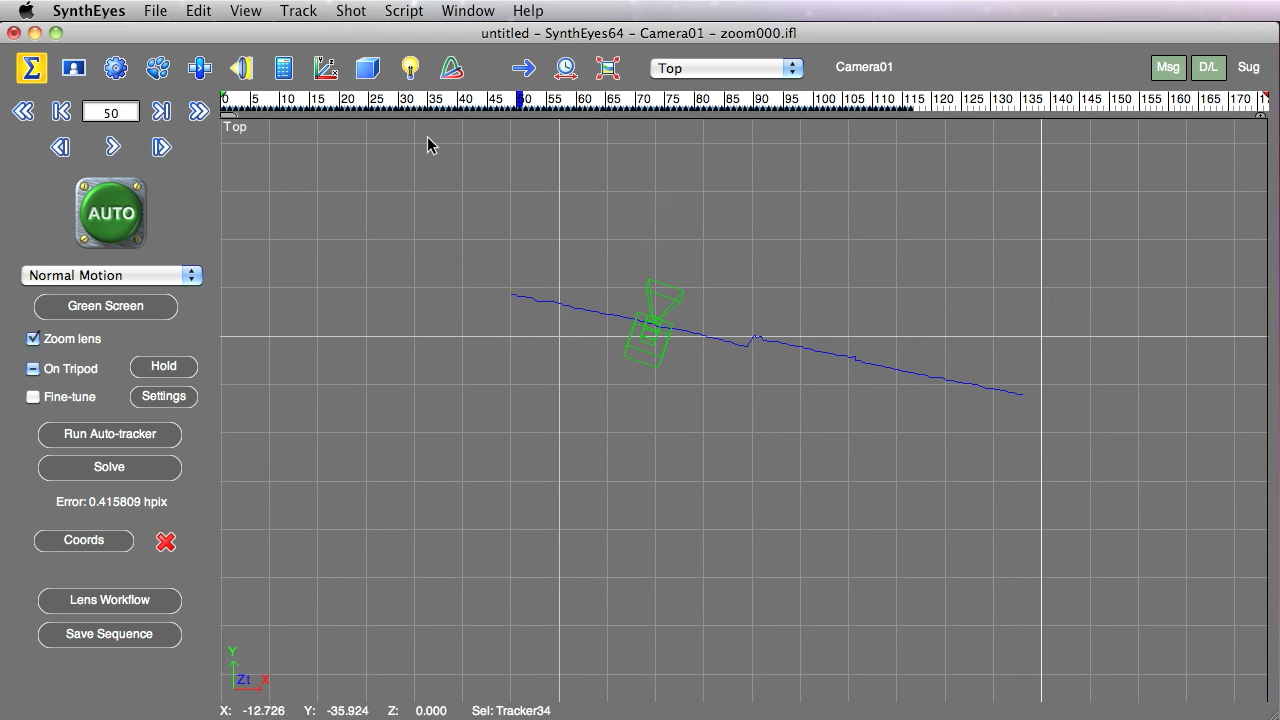 SynthEyes File Edit View Track Shot Script Window Help
untitled - SynthEyes64 - Camera01 - zoom000.ifl
Top Camera01 Msg D/L Sug
0 5 10 15 20 25 30 35 40 45 50 55 60 65 70 75 80 85 90 95 100 105 110 115 120 125 130 135 140 145 150 155 160 165 170
50
Top
AUTO
Normal Motion
Green Screen
Zoom lens
On Tripod Hold
Fine-tune Settings
Run Auto-tracker
Solve
Error: 0.415809 hpix
Coords
Lens Workflow
Save Sequence
Y
Zt X
X: -12.726 Y: -35.924 Z: 0.000 Sel: Tracker34